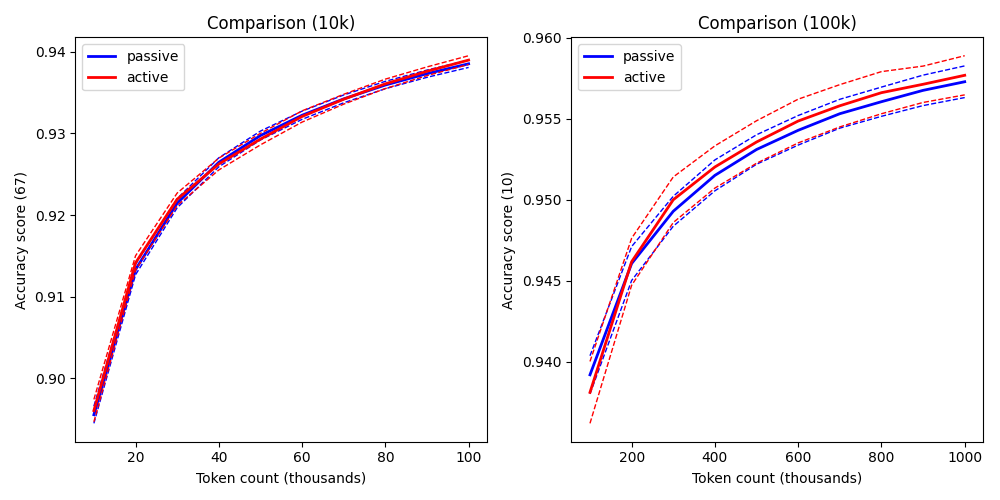 Comparison (10k)
passive
active
Accuracy score (67)
0.94
0.93
0.92
0.91
0.90
20 40 60 80 100
Token count (thousands)
Comparison (100k)
passive
active
Accuracy score (10)
0.960
0.955
0.950
0.945
0.940
200 400 600 800 1000
Token count (thousands)